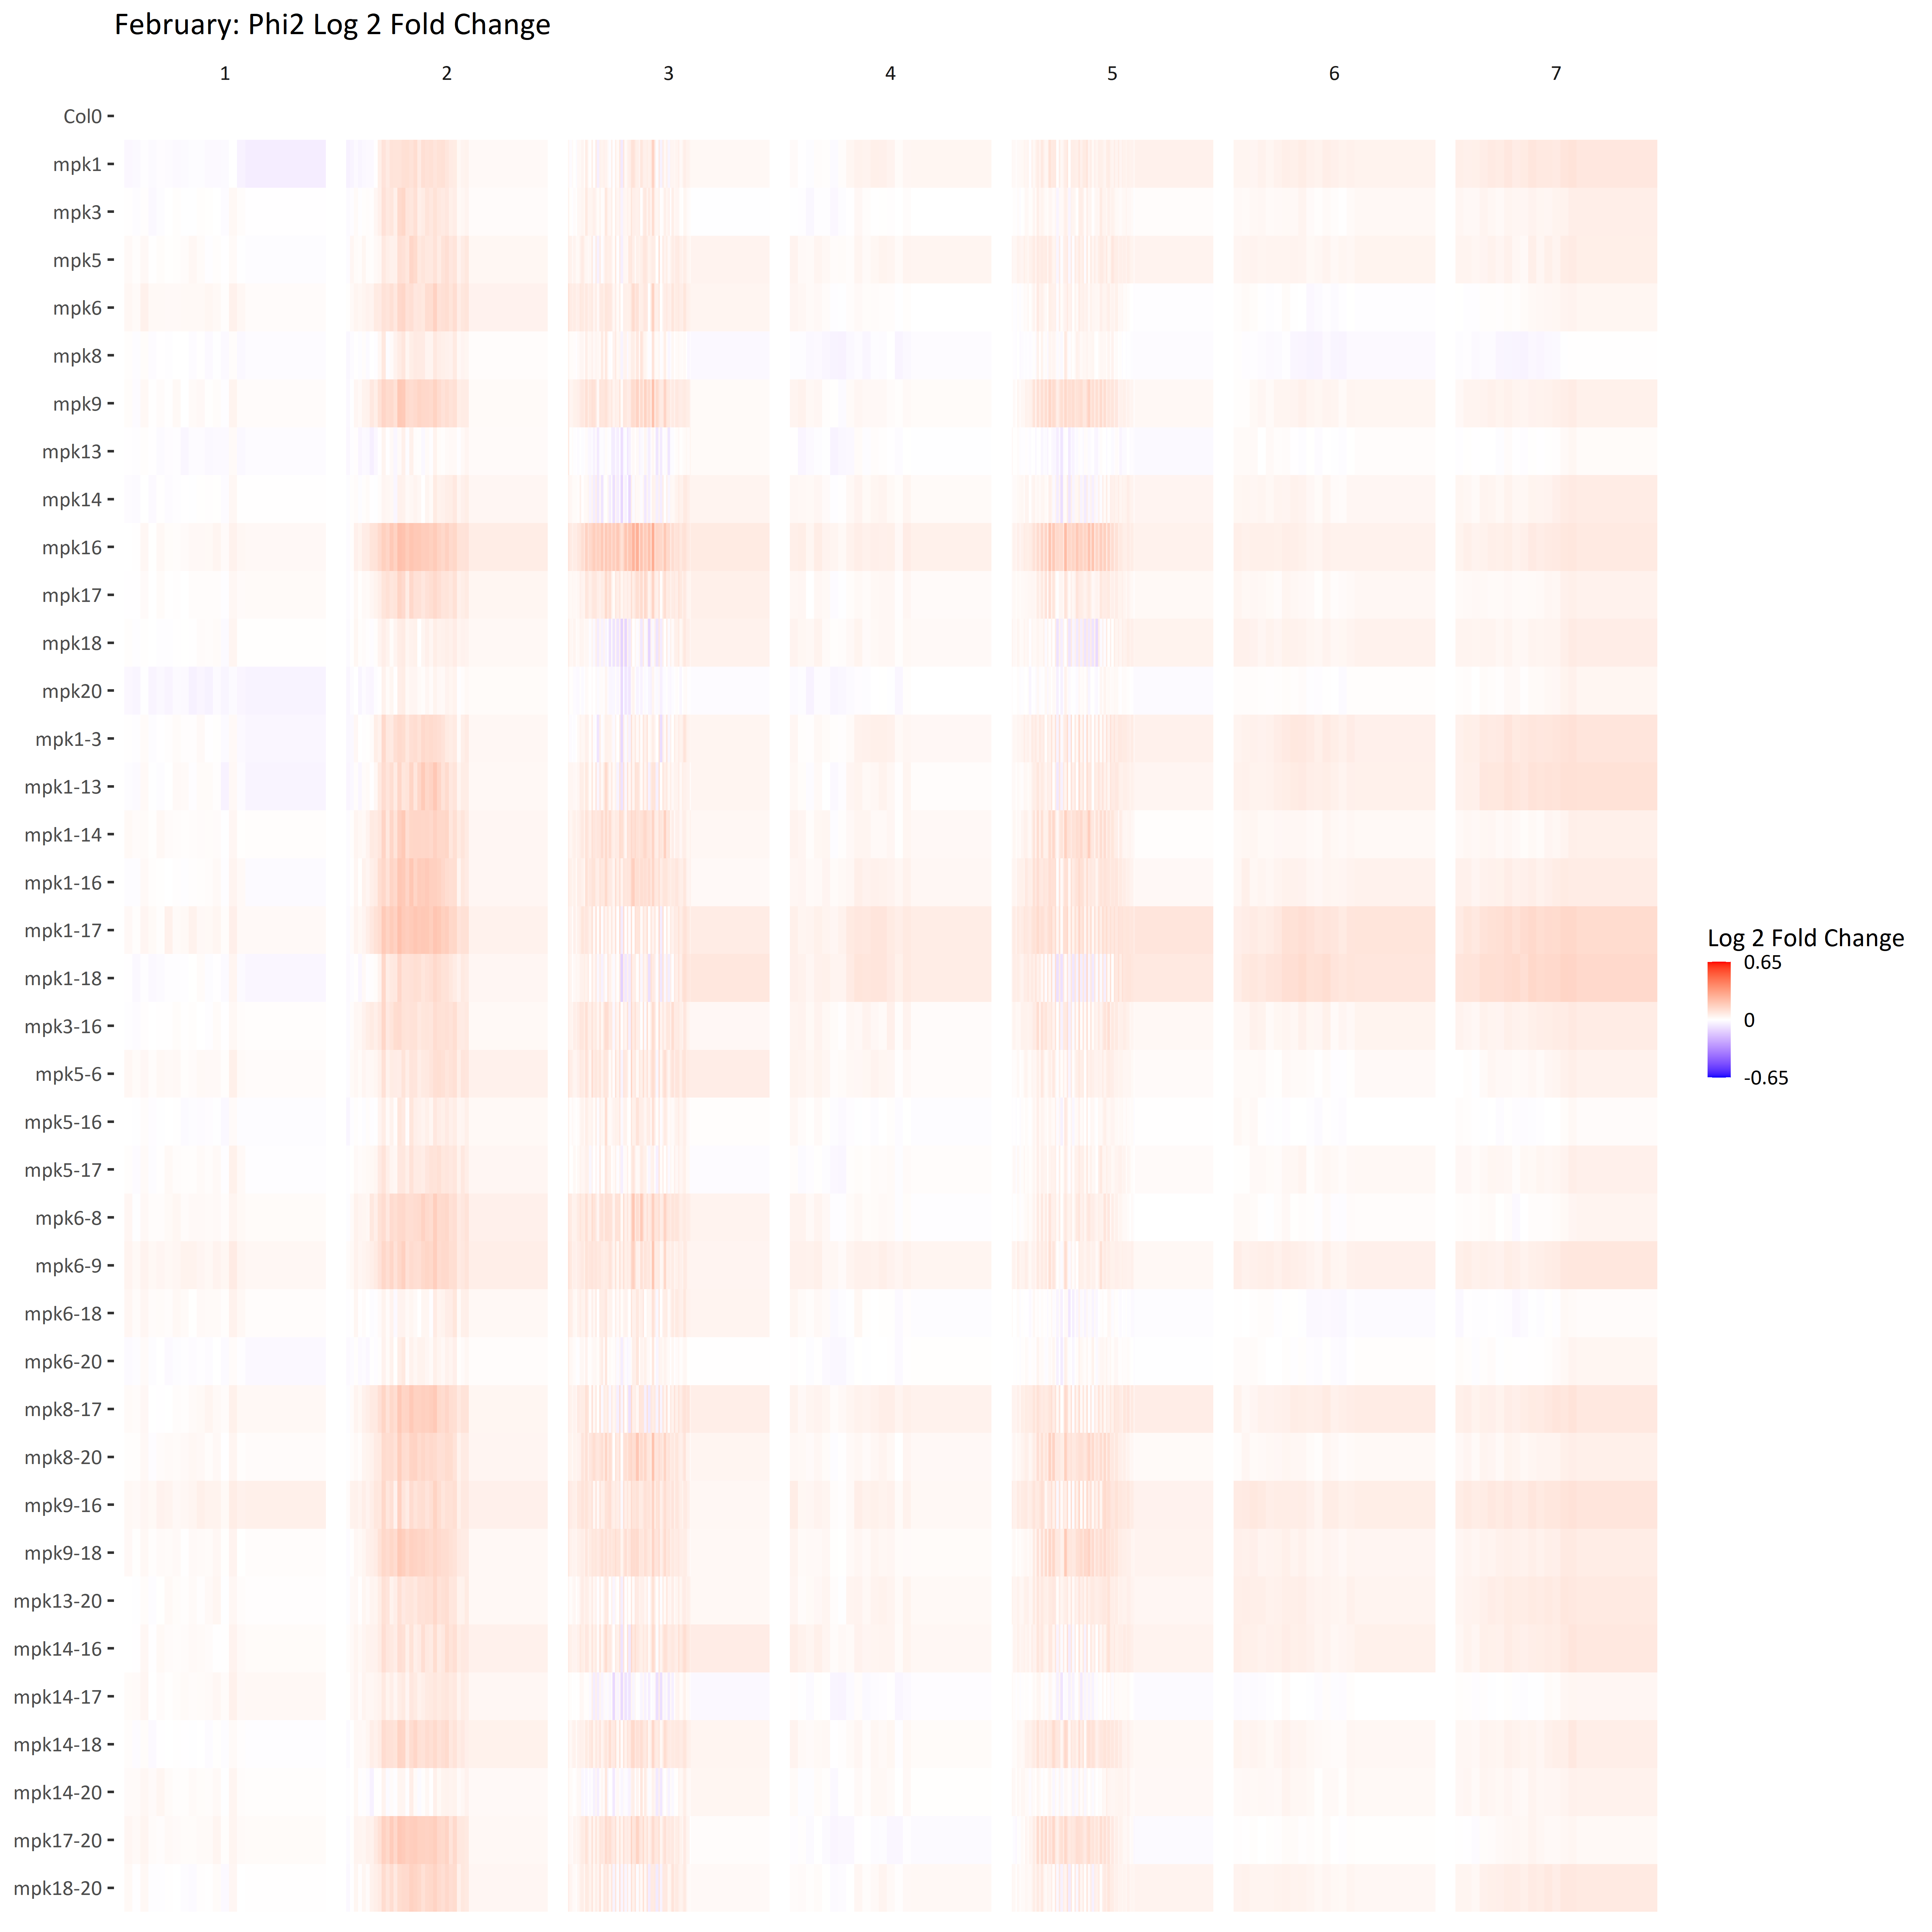 February: Phi2 Log 2 Fold Change
1 2 3 4 5 6 7
Col0
mpk1
mpk3
mpk5
mpk6
mpk8
mpk9
mpk13
mpk14
mpk16
mpk17
mpk18
mpk20
mpk1-3
mpk1-13
mpk1-14
mpk1-16
mpk1-17
mpk1-18
mpk3-16
mpk5-6
mpk5-16
mpk5-17
mpk6-8
mpk6-9
mpk6-18
mpk6-20
mpk8-17
mpk8-20
mpk9-16
mpk9-18
mpk13-20
mpk14-16
mpk14-17
mpk14-18
mpk14-20
mpk17-20
mpk18-20
Log 2 Fold Change
0.65
0
-0.65